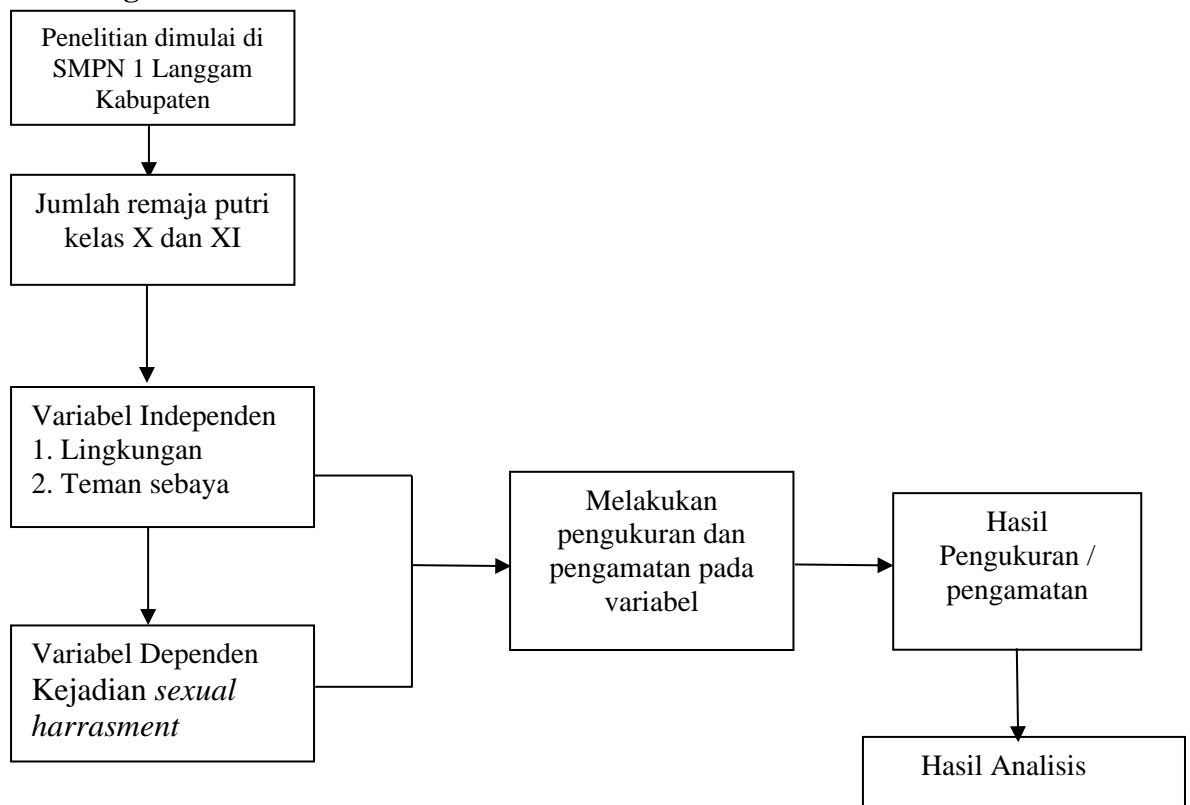 Penelitian dimulai di
SMPN 1 Langgam
Kabupaten
Jumlah remaja putri
kelas X dan XI
Variabel Independen
1. Lingkungan
2. Teman sebaya
Variabel Dependen
Kejadian sexual
harrasment
Melakukan
pengukuran dan
pengamatan pada
variabel
Hasil
Pengukuran /
pengamatan
Hasil Analisis